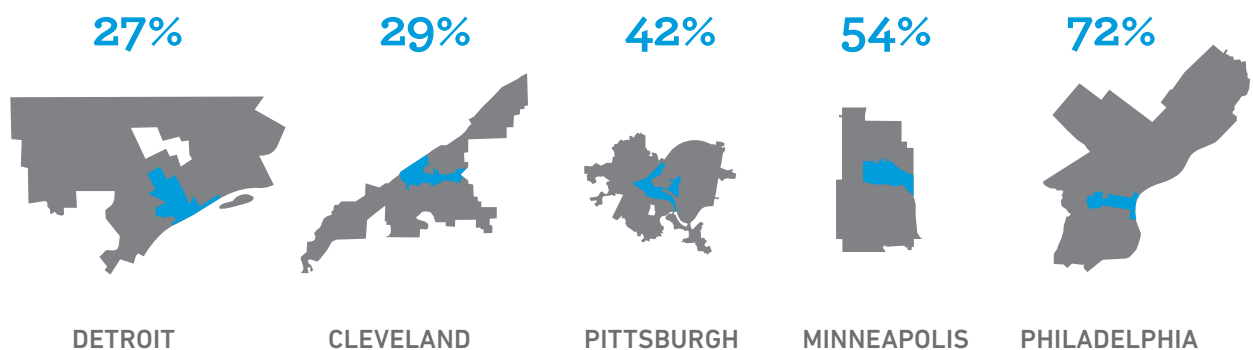 27% 29% 42% 54% 72%
DETROIT CLEVELAND PITTSBURGH MINNEAPOLIS PHILADELPHIA